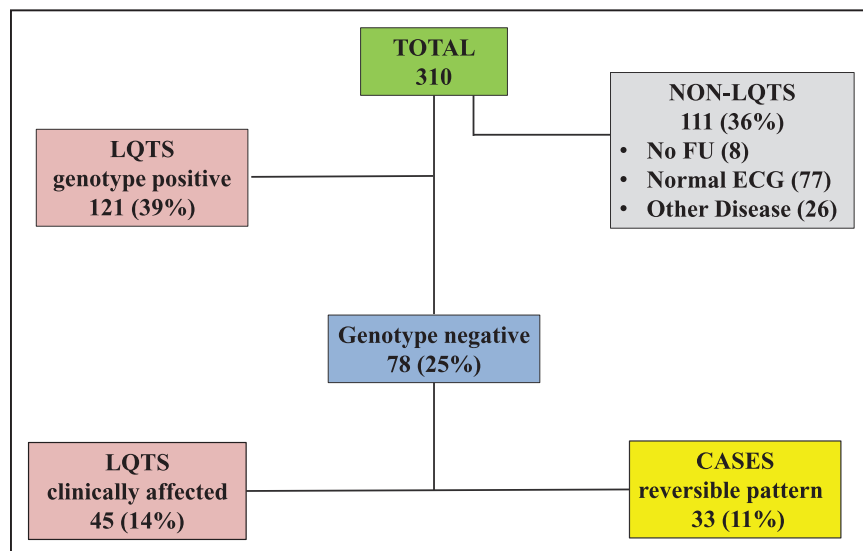 TOTAL
310
NON-LQTS
111 (36%)
• No FU (8)
• Normal ECG (77)
• Other Disease (26)
LQTS
genotype positive
121 (39%)
Genotype negative
78 (25%)
LQTS
clinically affected
45 (14%)
CASES
reversible pattern
33 (11%)